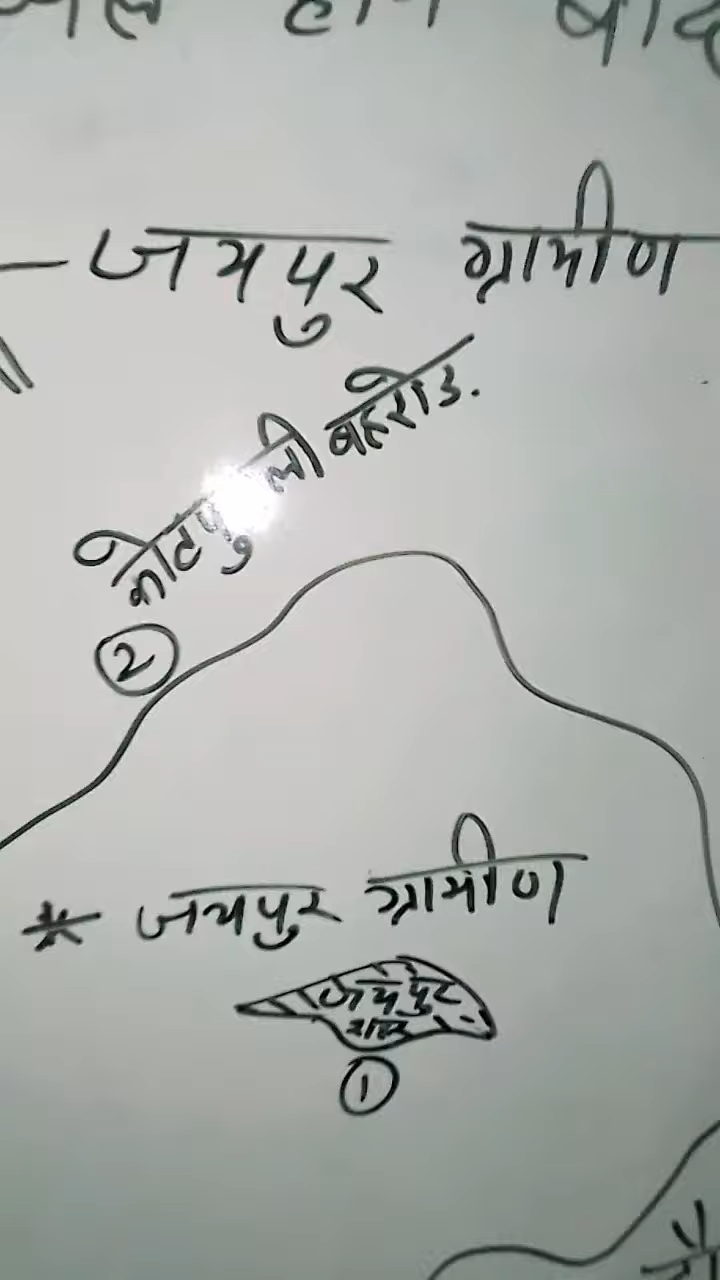 जयपुर ग्रामीण
कोटपुतली बहरोड.
2
* जयपुर ग्रामीण
जयपुर
शहर
1